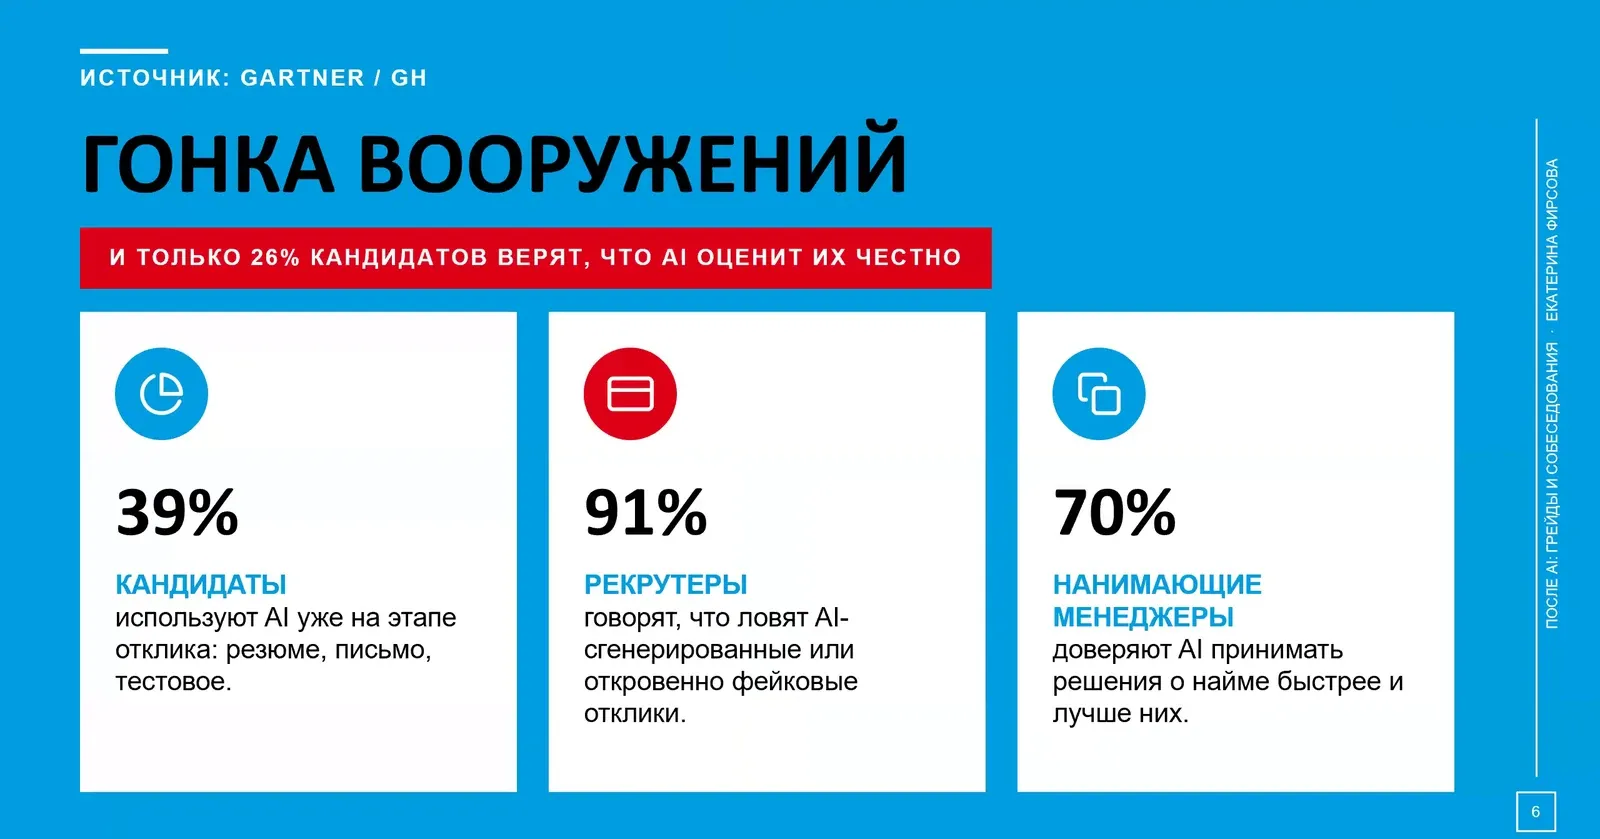 ИСТОЧНИК: GARTNER / GH
ГОНКА ВООРУЖЕНИЙ
И ТОЛЬКО 26% КАНДИДАТОВ ВЕРЯТ, ЧТО AI ОЦЕНИТ ИХ ЧЕСТНО
39%
КАНДИДАТЫ
используют AI уже на этапе
отклика: резюме, письмо,
тестовое.
91%
РЕКРУТЕРЫ
говорят, что ловят AI-
сгенерированные или
откровенно фейковые
отклики.
70%
НАНИМАЮЩИЕ
МЕНЕДЖЕРЫ
доверяют AI принимать
решения о найме быстрее и
лучше них.
ПОСЛЕ AI: ГРЕЙДЫ И СОБЕСЕДОВАНИЯ · ЕКАТЕРИНА ФИРСОВА
6